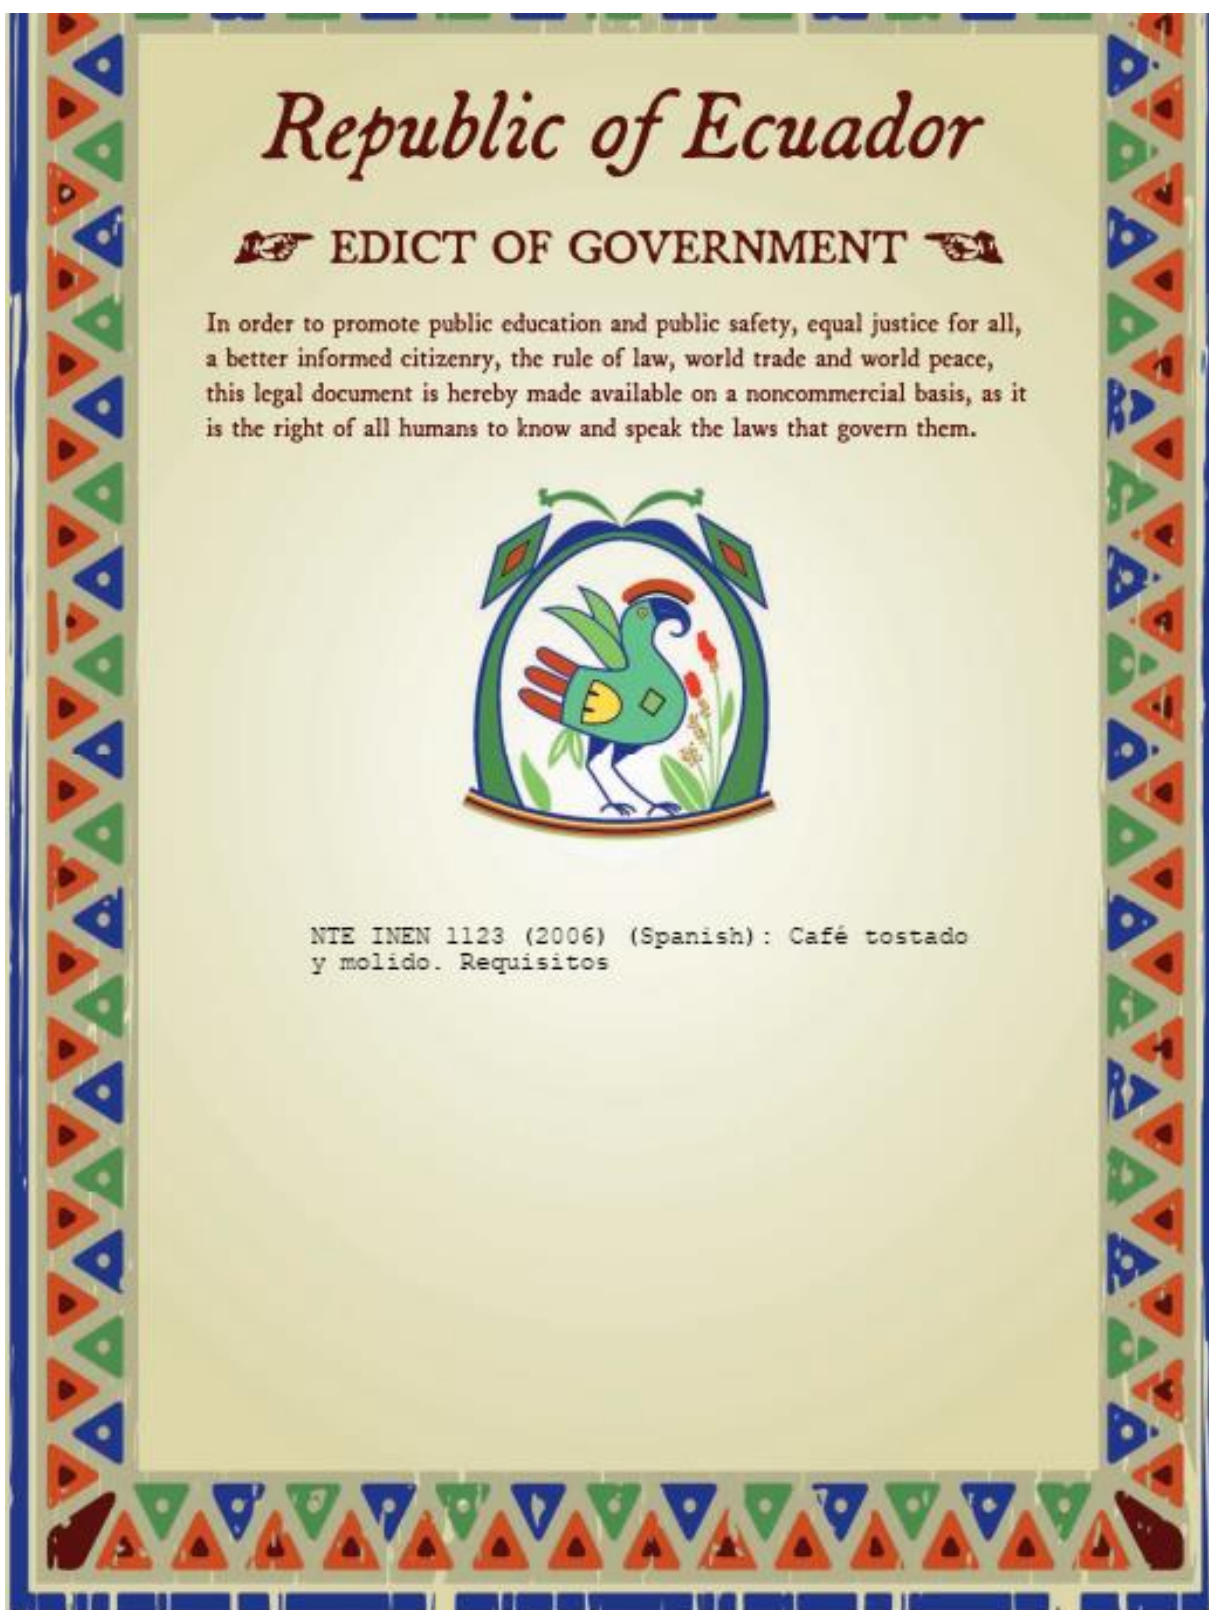 Republic of Ecuador
EDICT OF GOVERNMENT
In order to promote public education and public safety, equal justice for all,
a better informed citizenry, the rule of law, world trade and world peace,
this legal document is hereby made available on a noncommercial basis, as it
is the right of all humans to know and speak the laws that govern them.
NTE INEN 1123 (2006) (Spanish): Café tostado
y molido. Requisitos